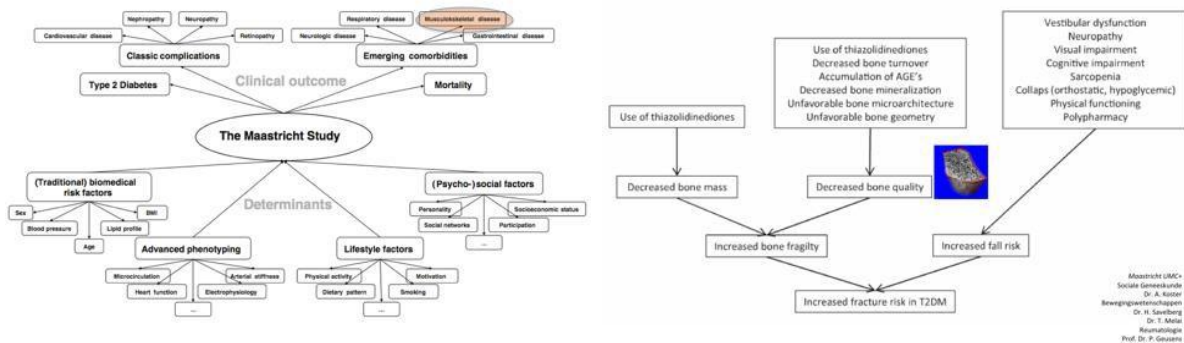 Nephropathy
Neuropathy
Cardiovascular disease
Retinopathy
Classic complications
Respiratory disease
Musculoskeletal disease
Neurologic disease
Gastrointestinal disease
Emerging comorbidities
Clinical outcome
Type 2 Diabetes
Mortality
The Maastricht Study
(Traditional) biomedical
risk factors
Sex
BMI
Blood pressure
Lipid profile
Age
Determinants
(Psycho-)social factors
Personality
Socioeconomic status
Social networks
Participation
...
Advanced phenotyping
Microcirculation
Arterial stiffness
Heart function
Electrophysiology
...
Lifestyle factors
Physical activity
Motivation
Dietary pattern
Smoking
...
Use of thiazolidinediones
Use of thiazolidinediones
Decreased bone turnover
Accumulation of AGE's
Decreased bone mineralization
Unfavorable bone microarchitecture
Unfavorable bone geometry
Vestibular dysfunction
Neuropathy
Visual impairment
Cognitive impairment
Sarcopenia
Collaps (orthostatic, hypoglycemic)
Physical functioning
Polypharmacy
Decreased bone mass
Decreased bone quality
Increased bone fragilty
Increased fall risk
Increased fracture risk in T2DM
Maastricht UMC+
Sociale Geneeskunde
Dr. A. Koster
Bewegingswetenschappen
Dr. H. Savelberg
Dr. T. Melai
Reumatologie
Prof. Dr. P. Geusens